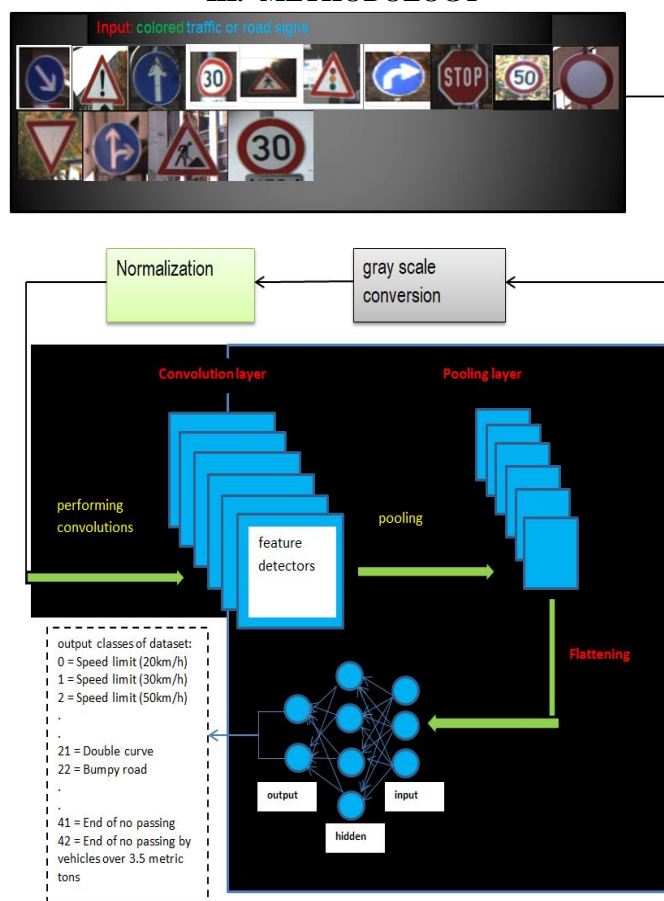 III. METHODOLOGY
Input: colored traffic or road signs
30
STOP
50
30
Normalization
gray scale
conversion
Convolution layer
Pooling layer
performing
convolutions
feature
detectors
pooling
Flattening
output classes of dataset:
0 = Speed limit (20km/h)
1 = Speed limit (30km/h)
2 = Speed limit (50km/h)
.
.
21 = Double curve
22 = Bumpy road
.
.
41 = End of no passing
42 = End of no passing by
vehicles over 3.5 metric
tons
output
input
hidden